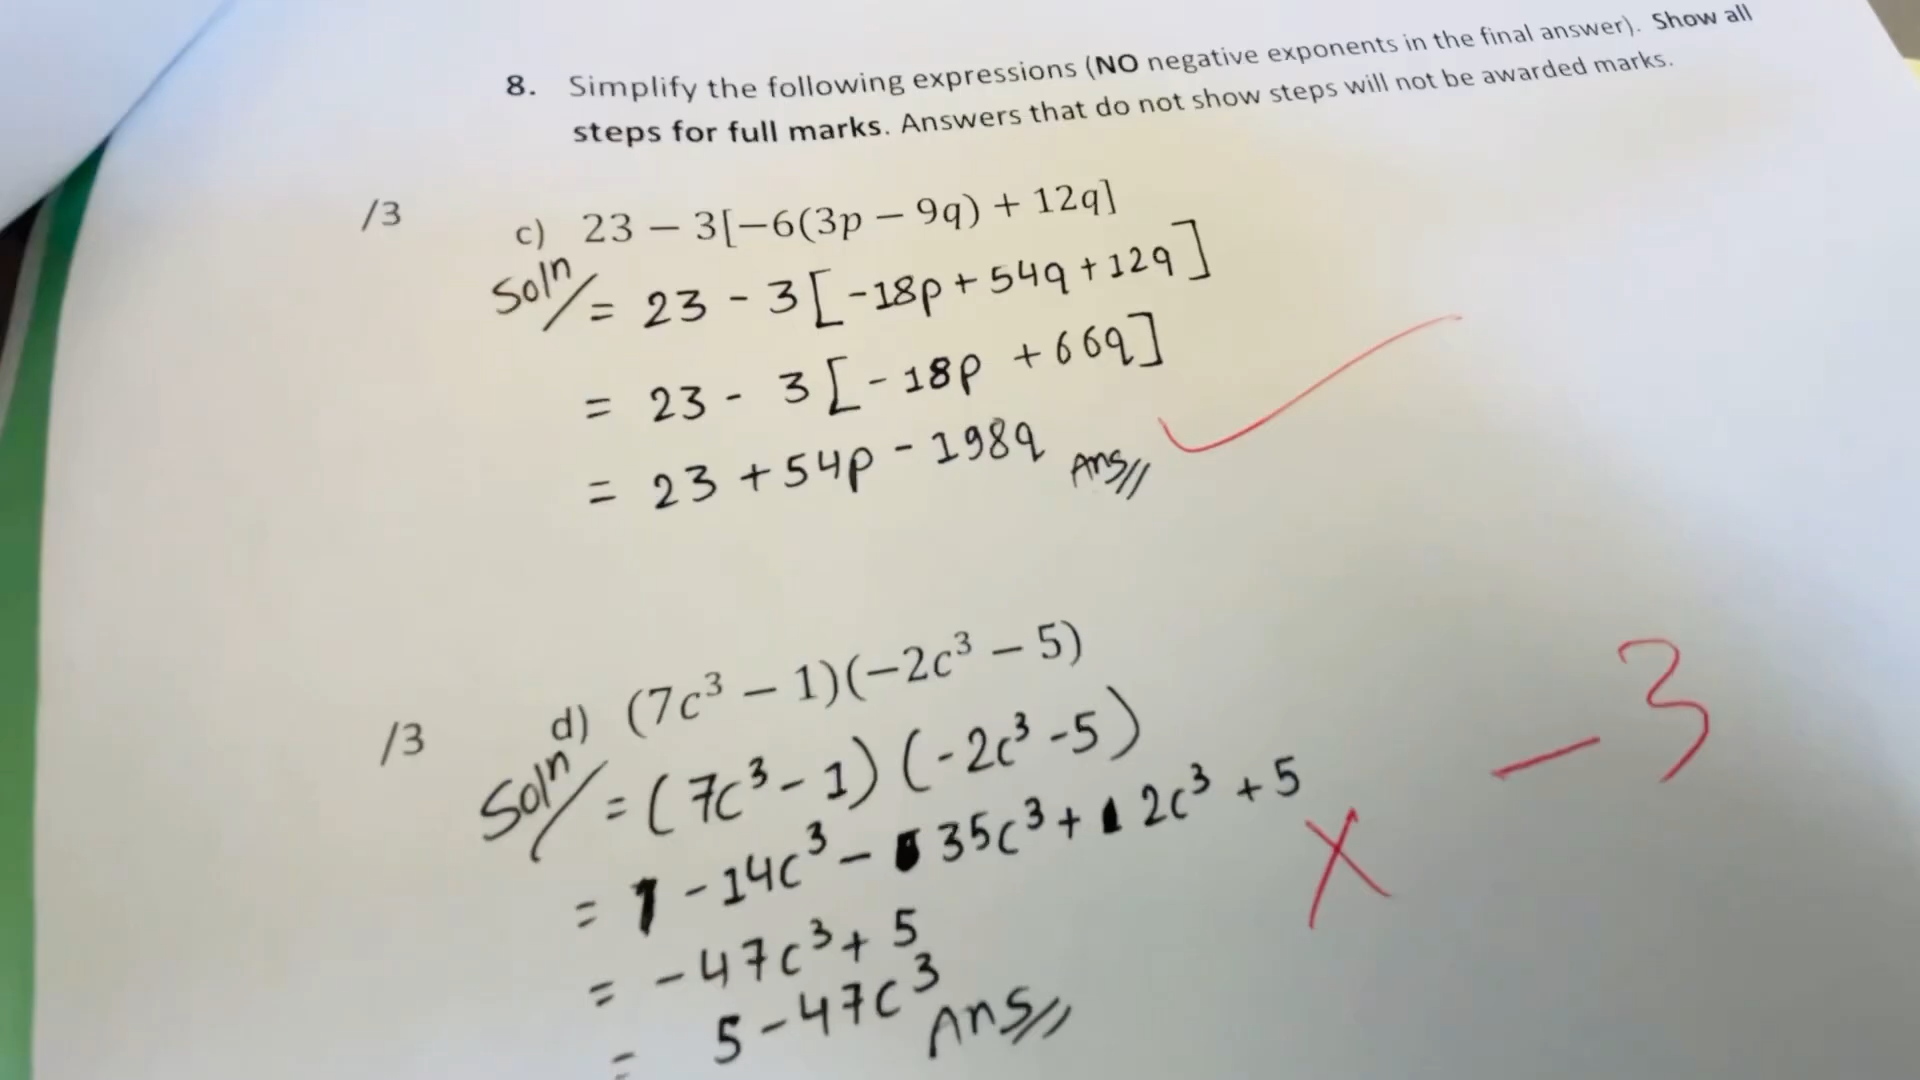 8. Simplify the following expressions (NO negative exponents in the final answer). Show all
steps for full marks. Answers that do not show steps will not be awarded marks.
/3 c) 23 − 3[−6(3p − 9q) + 12q]
Soln/= 23 - 3[-18p + 54q + 12q]
= 23 - 3[-18p + 66q]
= 23 + 54p - 198q Ans//
/3 d) (7c³ − 1)(−2c³ − 5)
− 3
Soln/= (7c³ - 1) (-2c³ - 5)
= - 14c³ - 35c³ + 2c³ + 5
= - 47c³ + 5
= 5 - 47c³ Ans//